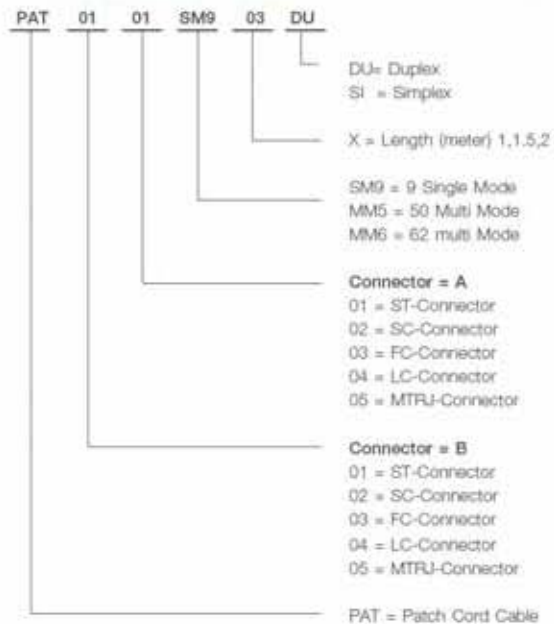 PAT 01 01 SM9 03 DU
DU= Duplex
SI = Simplex
X = Length (meter) 1,1.5,2
SM9 = 9 Single Mode
MM5 = 50 Multi Mode
MM6 = 62 multi Mode
Connector = A
01 = ST-Connector
02 = SC-Connector
03 = FC-Connector
04 = LC-Connector
05 = MTRJ-Connector
Connector = B
01 = ST-Connector
02 = SC-Connector
03 = FC-Connector
04 = LC-Connector
05 = MTRJ-Connector
PAT = Patch Cord Cable